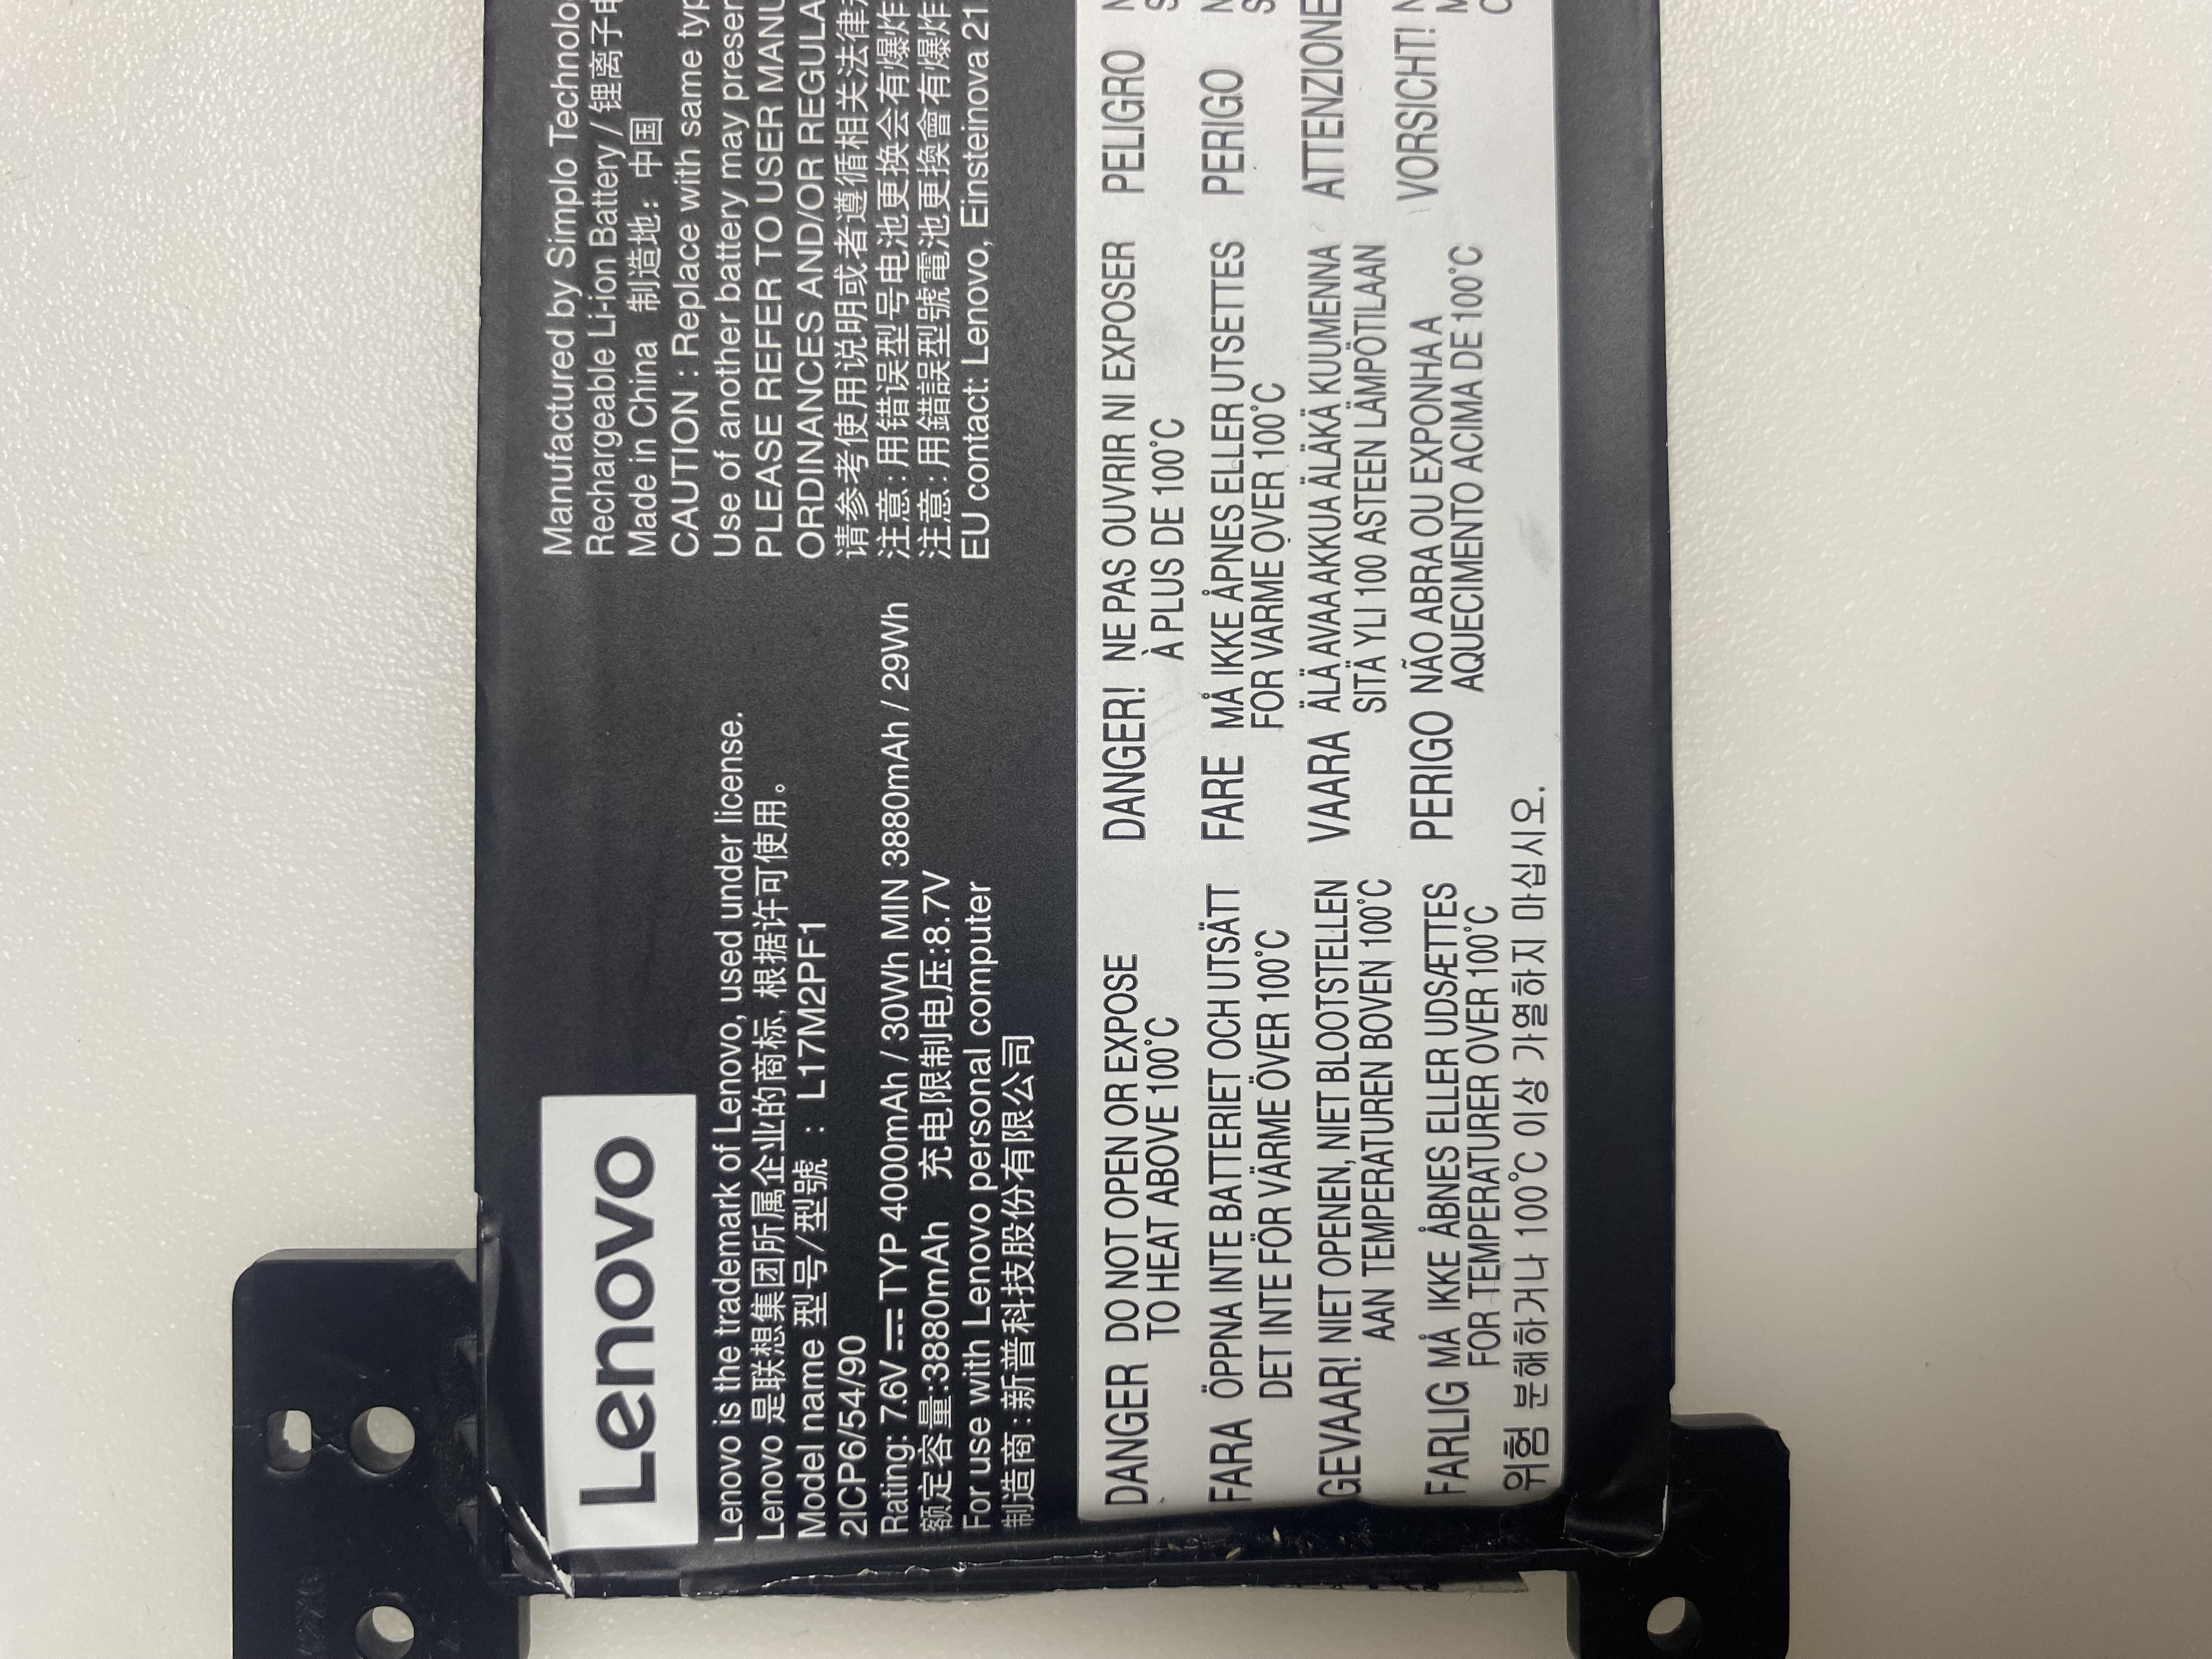 Lenovo
Lenovo is the trademark of Lenovo, used under license.
Lenovo 是联想集团所属企业的商标, 根据许可使用。
Model name 型号/型號 : L17M2PF1
2ICP6/54/90
Rating: 7.6V⎓TYP 4000mAh / 30Wh MIN 3880mAh / 29Wh
额定容量:3880mAh 充电限制电压:8.7V
For use with Lenovo personal computer
制造商:新普科技股份有限公司
Manufactured by Simplo Technolo
Rechargeable Li-ion Battery / 锂离子
Made in China 制造地: 中国
CAUTION : Replace with same typ
Use of another battery may presen
PLEASE REFER TO USER MANU
ORDINANCES AND/OR REGULA
请参考使用说明或者遵循相关法律
注意:用错误型号电池更换会有爆炸
注意:用錯誤型號電池更換會有爆炸
EU contact: Lenovo, Einsteinova 21
DANGER DO NOT OPEN OR EXPOSE
TO HEAT ABOVE 100°C
FARA ÖPPNA INTE BATTERIET OCH UTSÄTT
DET INTE FÖR VÄRME ÖVER 100°C
GEVAAR! NIET OPENEN, NIET BLOOTSTELLEN
AAN TEMPERATUREN BOVEN 100°C
FARLIG MÅ IKKE ÅBNES ELLER UDSÆTTES
FOR TEMPERATURER OVER 100°C
위험 분해하거나 100℃ 이상 가열하지 마십시오.
DANGER! NE PAS OUVRIR NI EXPOSER
À PLUS DE 100°C
FARE MÅ IKKE ÅPNES ELLER UTSETTES
FOR VARME OVER 100°C
VAARA ÄLÄ AVAA AKKUA ÄLÄKÄ KUUMENNA
SITÄ YLI 100 ASTEEN LÄMPÖTILAAN
PERIGO NÃO ABRA OU EXPONHA A
AQUECIMENTO ACIMA DE 100°C
PELIGRO
PERIGO
ATTENZIONE
VORSICHT!